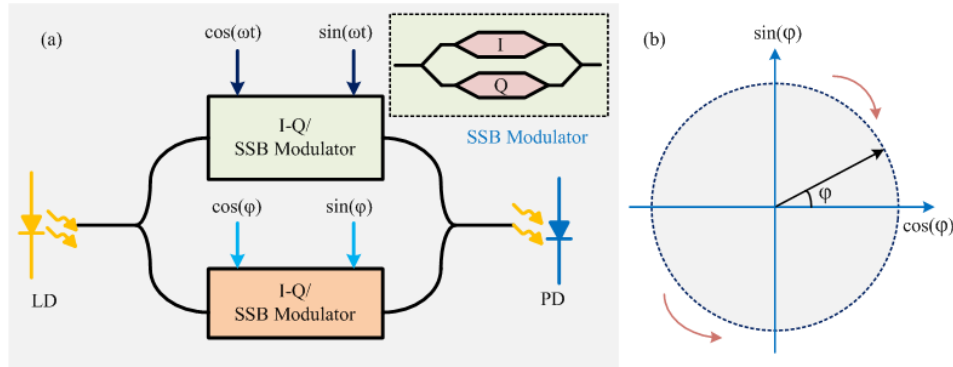 (a)
cos(ωt)
sin(ωt)
I
Q
I-Q/
SSB Modulator
SSB Modulator
cos(φ)
sin(φ)
I-Q/
SSB Modulator
LD
PD
(b)
sin(φ)
φ
cos(φ)